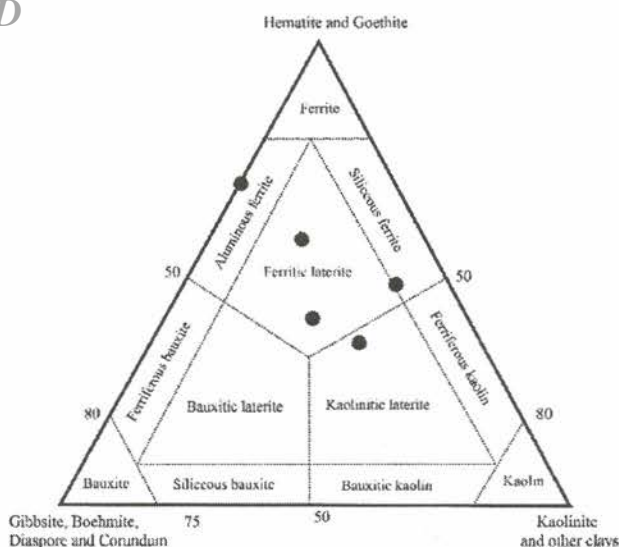 D
Hematite and Goethite
Ferrite
Aluminous ferrite
Siliceous ferrite
50
Ferritic laterite
50
Ferriferous bauxite
Ferriferous kaolin
80
Bauxitic laterite
Kaolinitic laterite
80
Bauxite
Siliceous bauxite
Bauxitic kaolin
Kaolin
Gibbsite, Boehmite,
Diaspore and Corundum
75
50
Kaolinite
and other clays